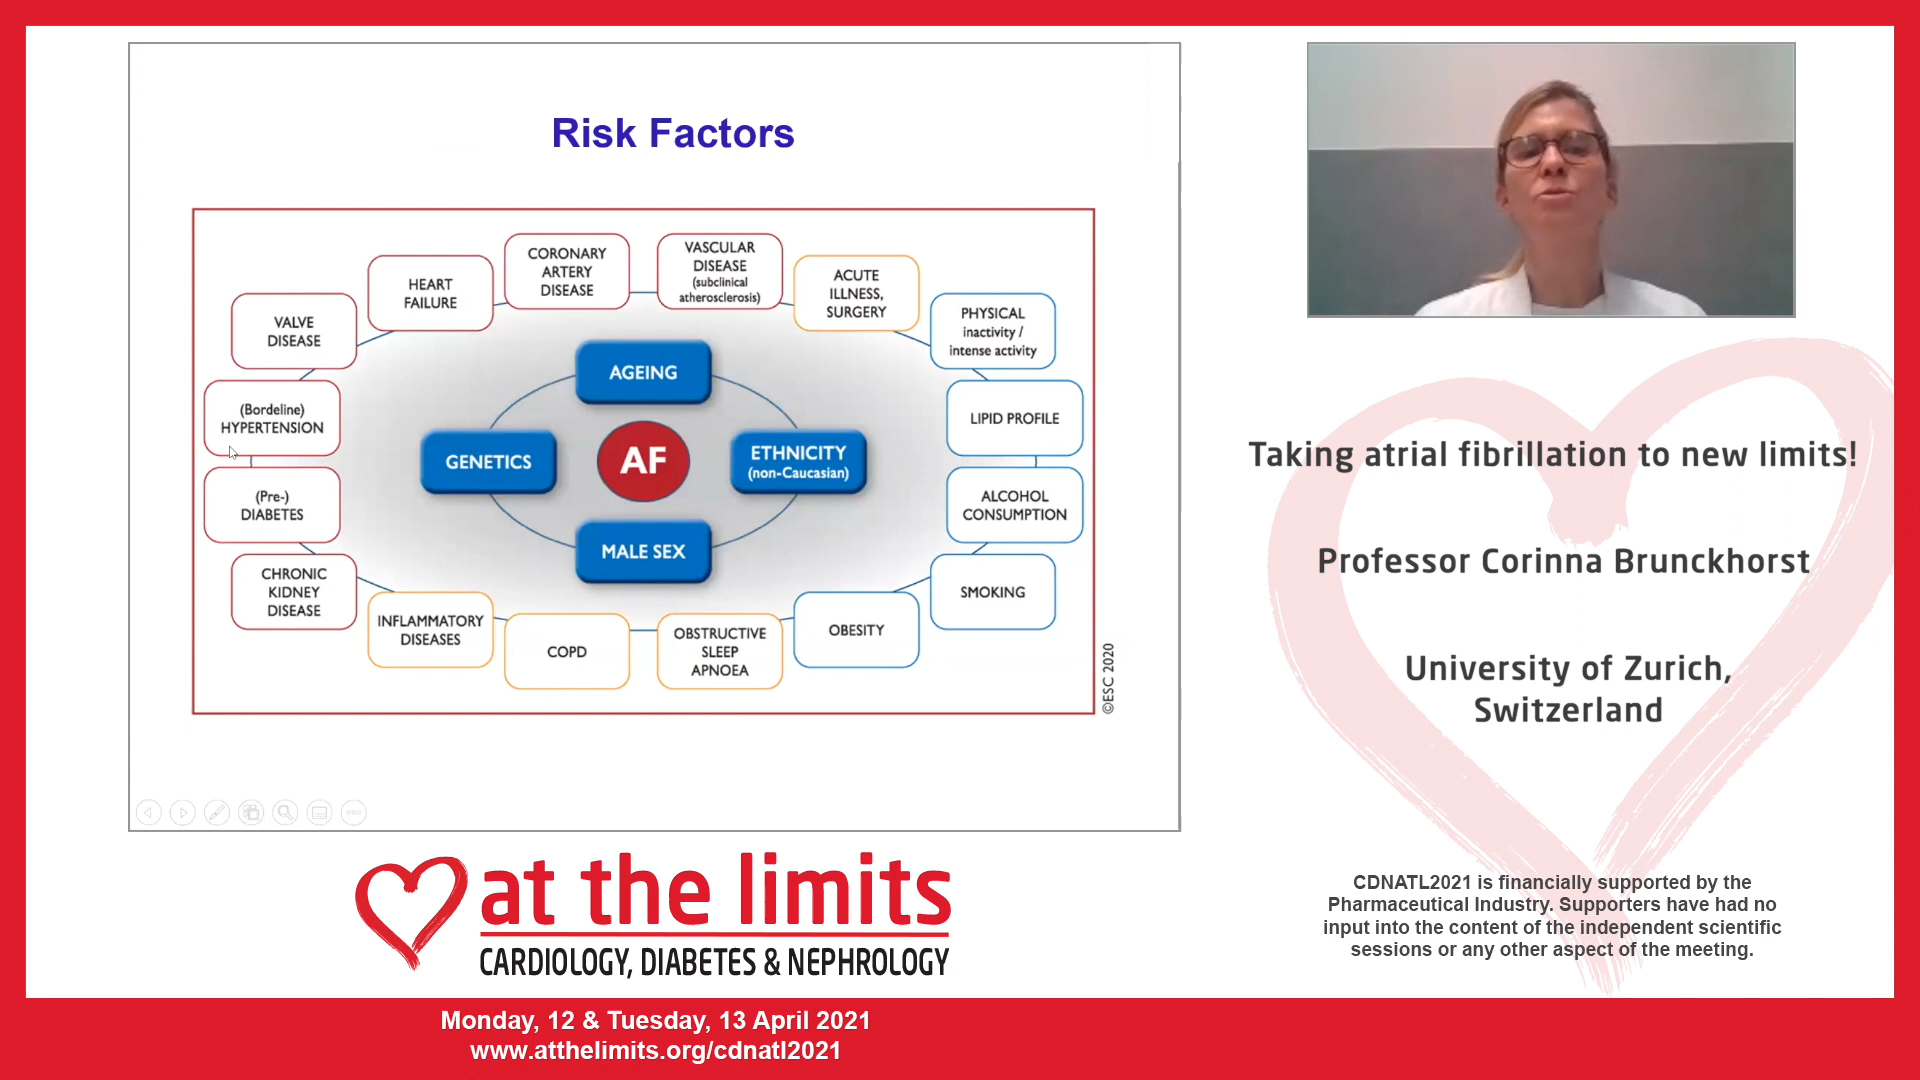 Risk Factors
CORONARY
ARTERY
DISEASE
VASCULAR
DISEASE
(subclinical
atherosclerosis)
HEART
FAILURE
ACUTE
ILLNESS,
SURGERY
VALVE
DISEASE
PHYSICAL
inactivity /
intense activity
AGEING
(Bordeline)
HYPERTENSION
LIPID PROFILE
GENETICS
AF
ETHNICITY
(non-Caucasian)
(Pre-)
DIABETES
ALCOHOL
CONSUMPTION
MALE SEX
CHRONIC
KIDNEY
DISEASE
SMOKING
INFLAMMATORY
DISEASES
COPD
OBSTRUCTIVE
SLEEP
APNOEA
OBESITY
©ESC 2020
Taking atrial fibrillation to new limits!
Professor Corinna Brunckhorst
University of Zurich,
Switzerland
at the limits
CARDIOLOGY, DIABETES & NEPHROLOGY
CDNATL2021 is financially supported by the
Pharmaceutical Industry. Supporters have had no
input into the content of the independent scientific
sessions or any other aspect of the meeting.
Monday, 12 & Tuesday, 13 April 2021
www.atthelimits.org/cdnatl2021